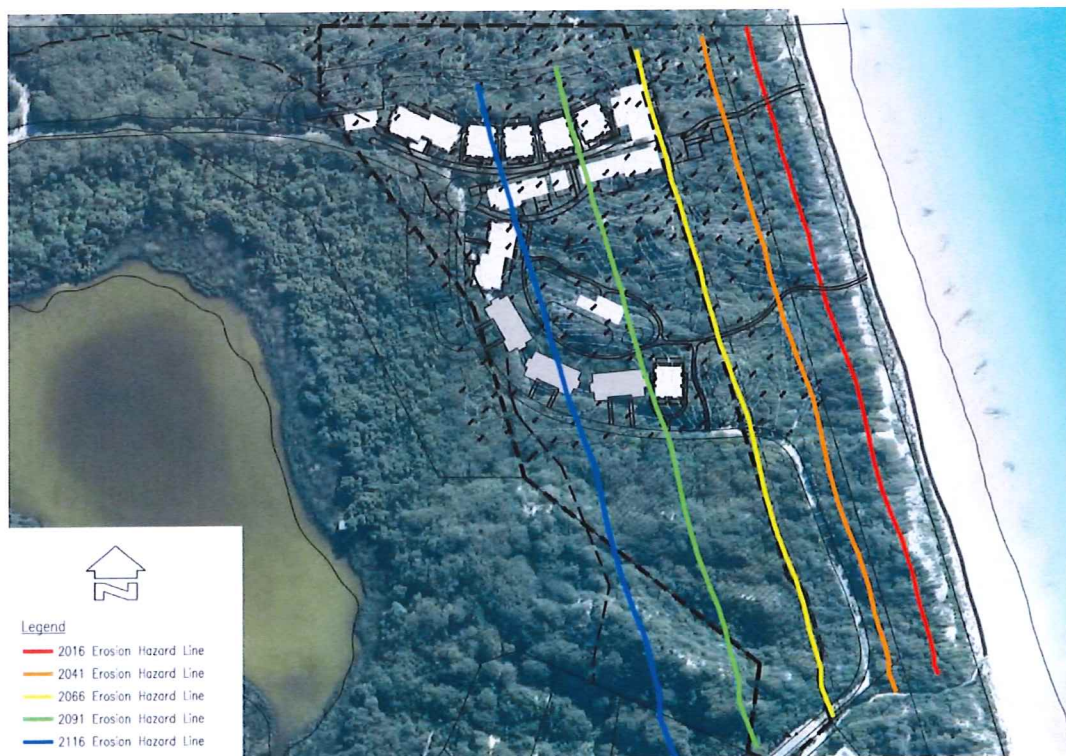 N
Legend
2016 Erosion Hazard Line
2041 Erosion Hazard Line
2066 Erosion Hazard Line
2091 Erosion Hazard Line
2116 Erosion Hazard Line